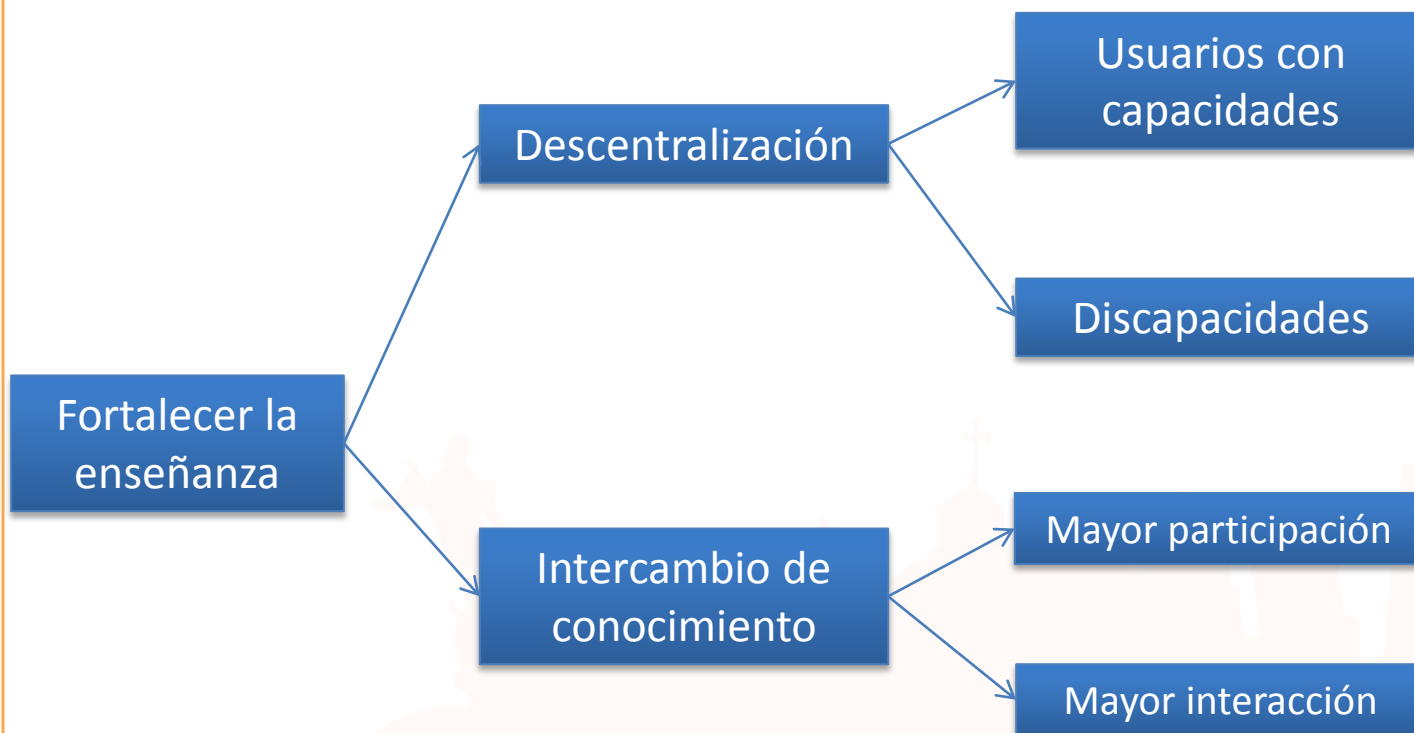 Usuarios con
capacidades
Descentralización
Discapacidades
Fortalecer la
enseñanza
Mayor participación
Intercambio de
conocimiento
Mayor interacción